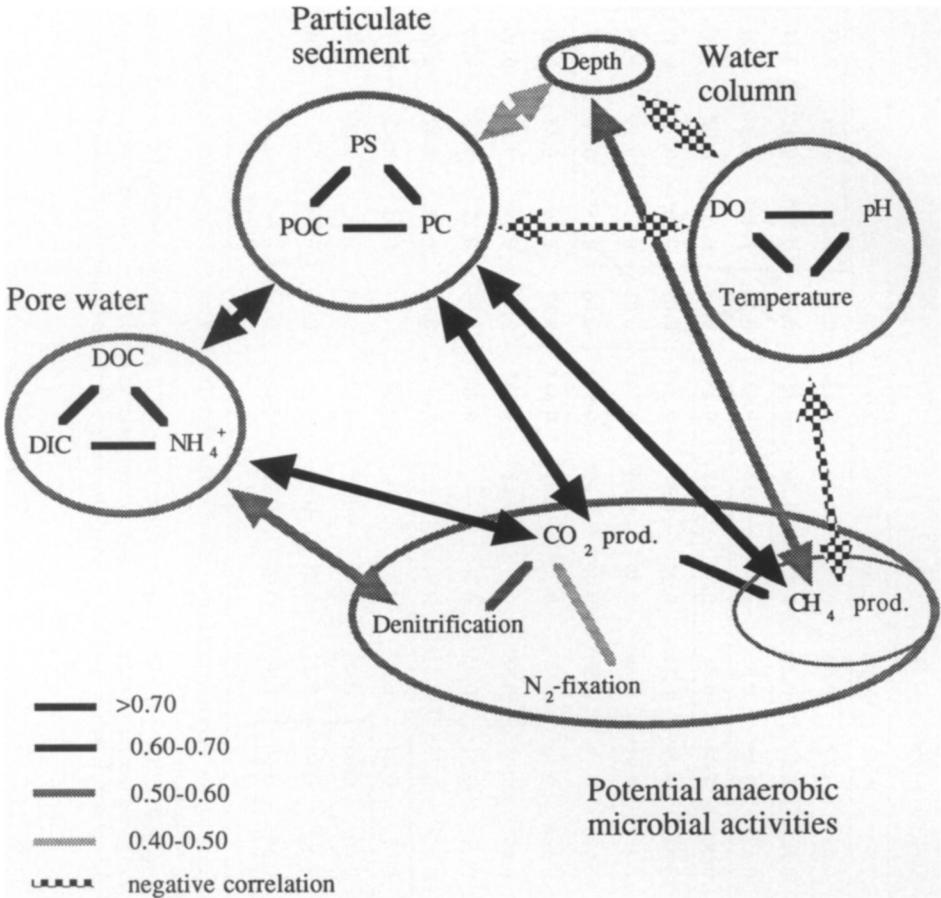 Particulate
sediment
Depth
Water
column
PS
POC
PC
DO
pH
Temperature
Pore water
DOC
DIC
NH4+
CO2 prod.
CH4 prod.
Denitrification
N2-fixation
>0.70
0.60-0.70
0.50-0.60
0.40-0.50
negative correlation
Potential anaerobic
microbial activities